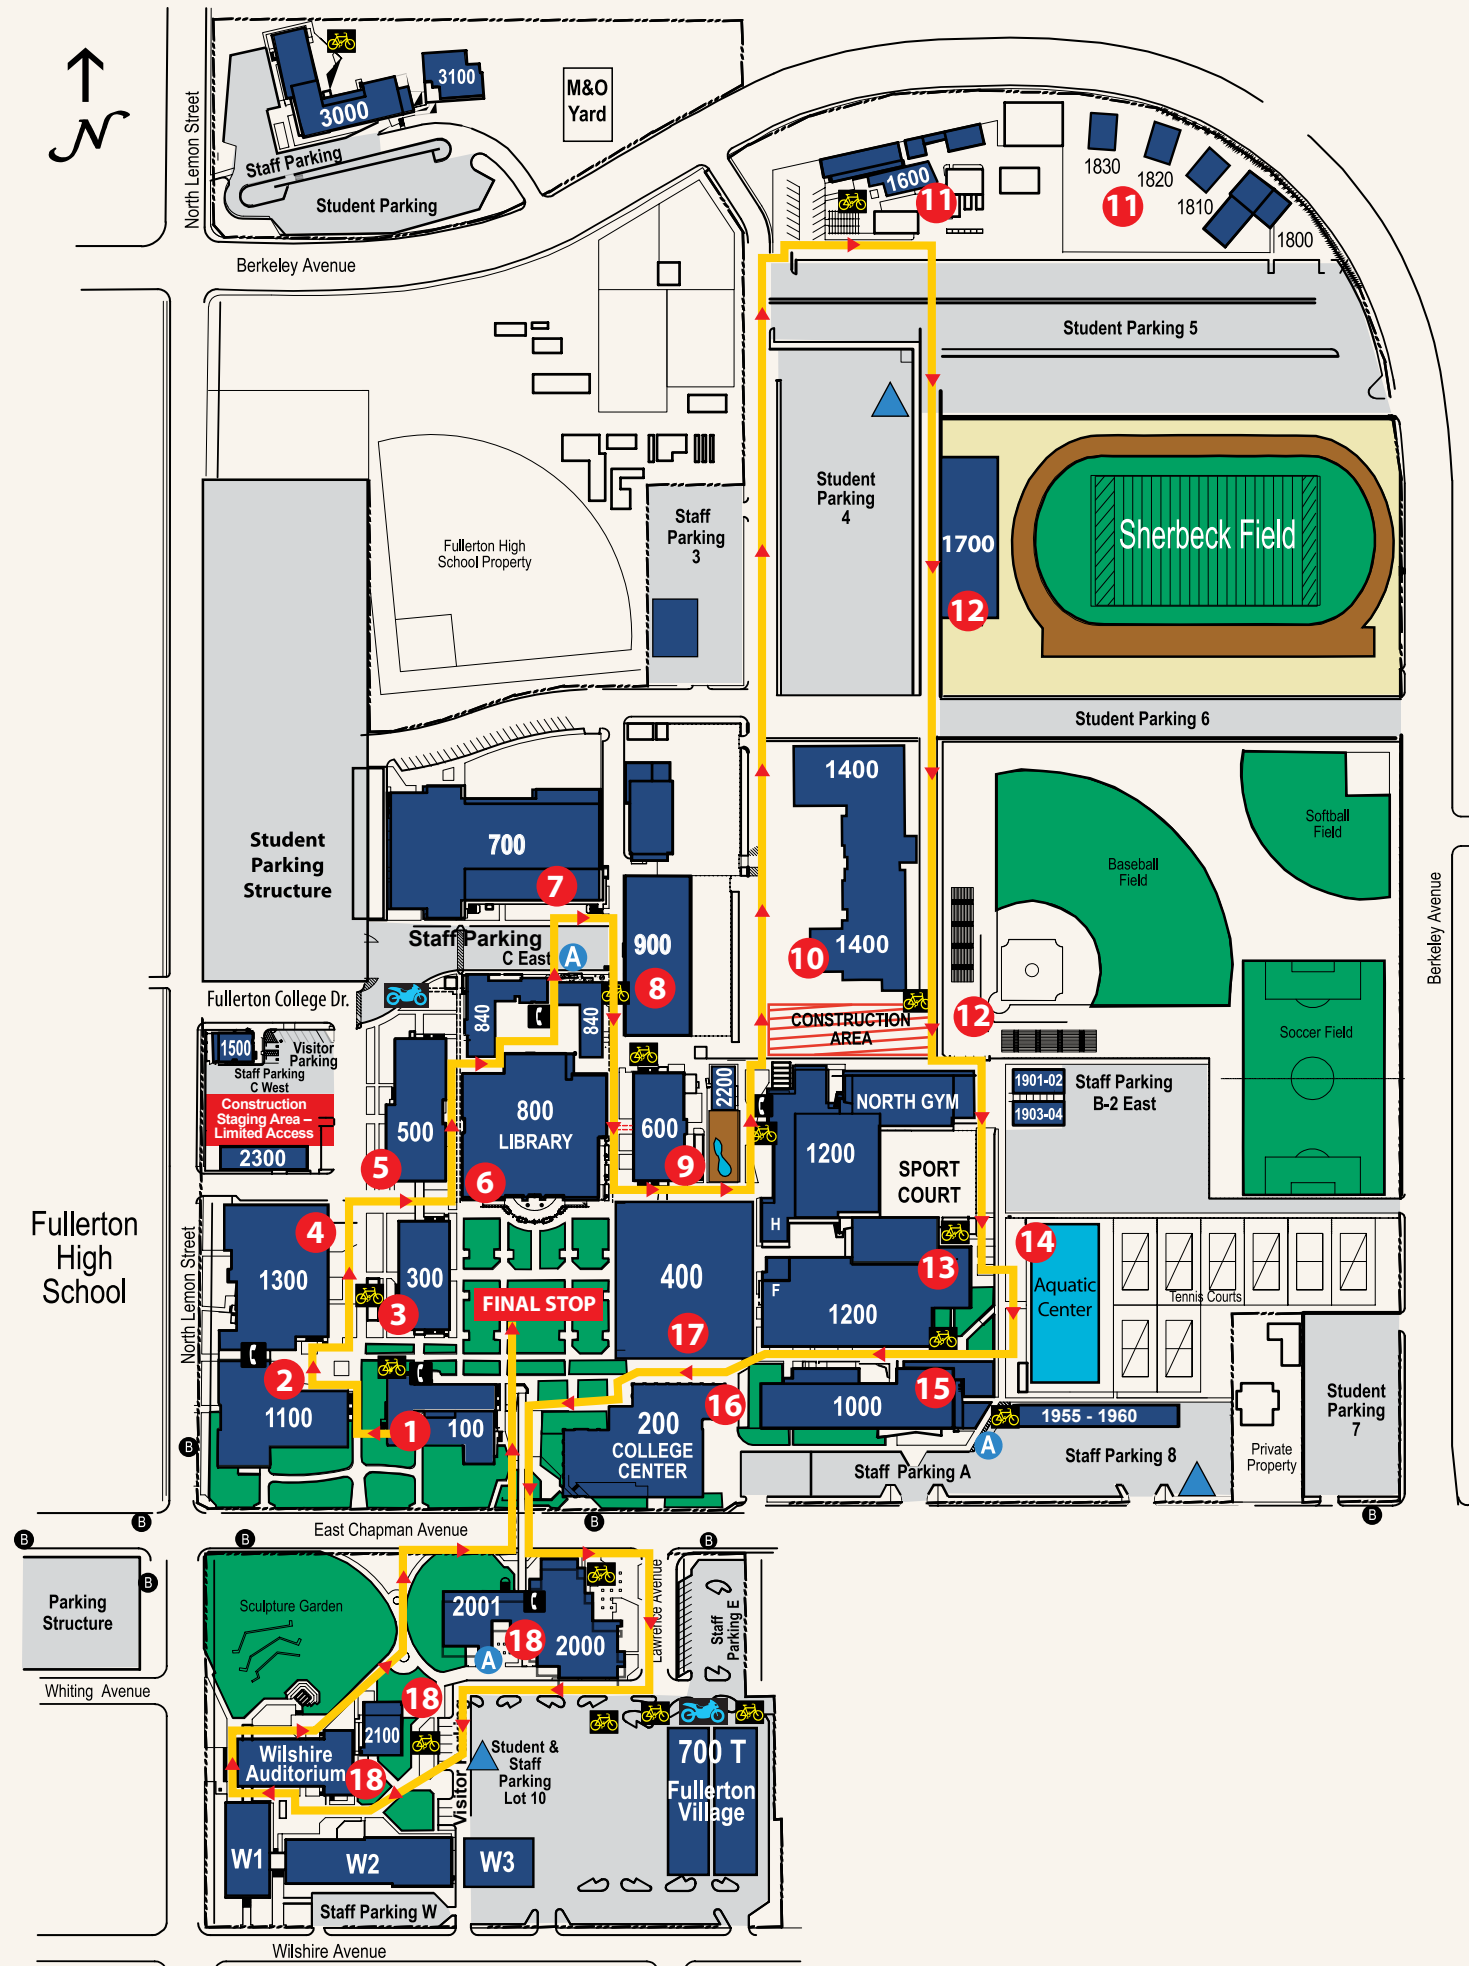 N
3000
3100
M&O
Yard
North Lemon Street
Staff Parking
Student Parking
Berkeley Avenue
1600
11
1830
1820
1810
1800
11
Student Parking 5
Student
Parking
4
Staff
Parking
3
Fullerton High
School Property
1700
12
Sherbeck Field
Student Parking 6
Student
Parking
Structure
700
7
Staff Parking
C East
A
900
8
1400
1400
10
CONSTRUCTION
AREA
Baseball
Field
Softball
Field
12
Soccer Field
Berkeley Avenue
Fullerton College Dr.
840
840
1500
Visitor
Parking
Staff Parking
C West
Construction
Staging Area –
Limited Access
2300
500
5
800
LIBRARY
6
600
9
2200
1200
NORTH GYM
SPORT
COURT
H
1901-02
1903-04
Staff Parking
B-2 East
Fullerton
High
School
North Lemon Street
1300
4
300
3
FINAL STOP
400
17
F
1200
13
14
Aquatic
Center
Tennis Courts
2
1100
1
100
200
COLLEGE
CENTER
16
1000
15
1955 - 1960
A
Staff Parking A
Staff Parking 8
Private
Property
Student
Parking
7
B
B
B
B
B
B
B
B
East Chapman Avenue
Parking
Structure
Whiting Avenue
Sculpture Garden
2001
18
2000
A
Lawrence Avenue
Staff
Parking E
18
2100
Wilshire
Auditorium
18
Visitor
Student &
Staff
Parking
Lot 10
700 T
Fullerton
Village
W1
W2
W3
Staff Parking W
Wilshire Avenue